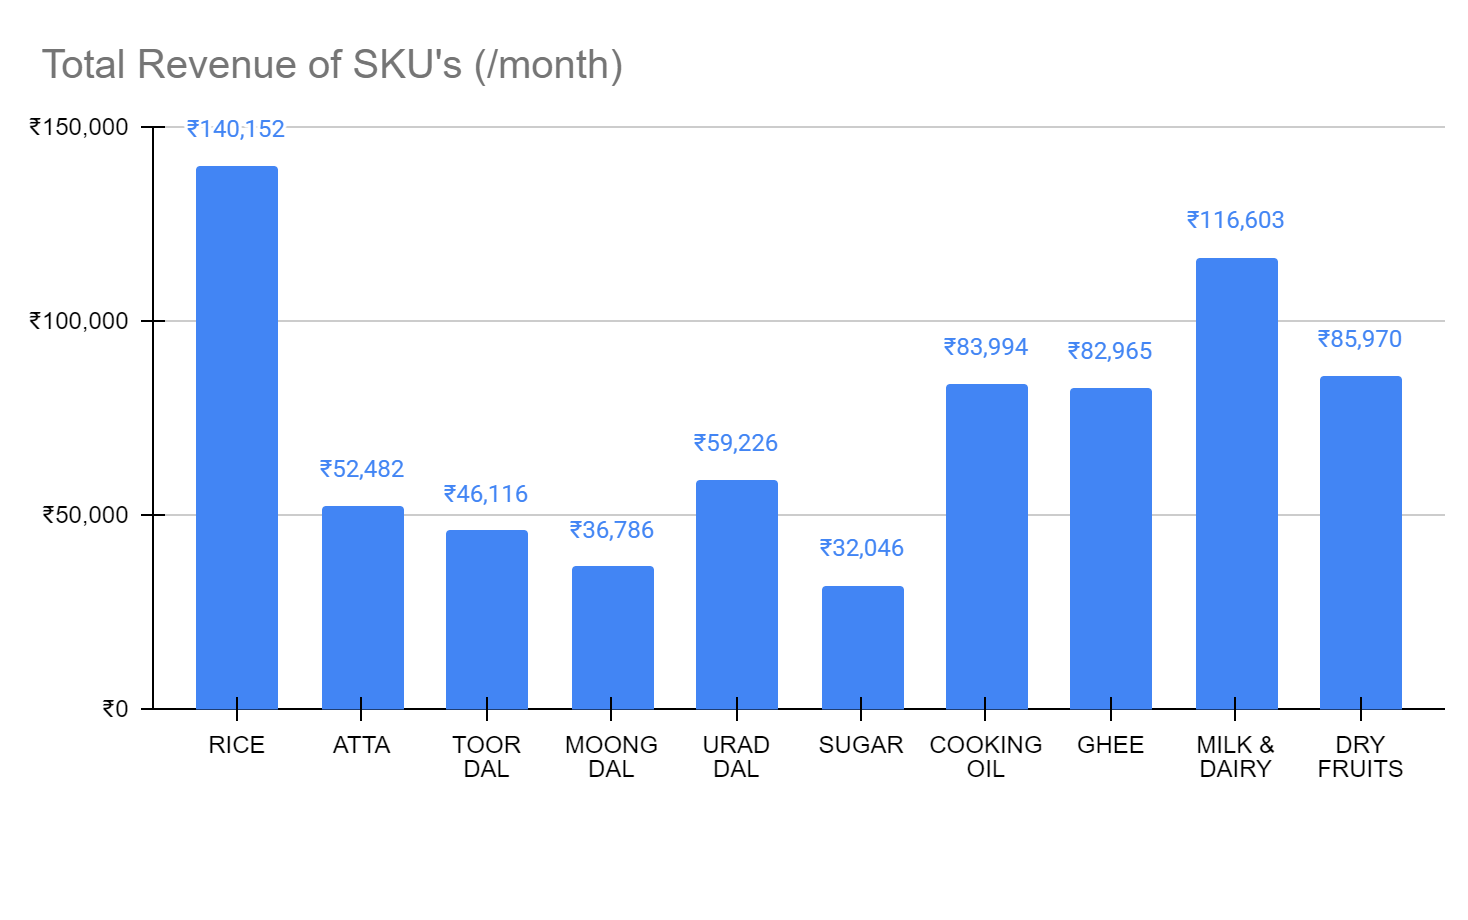 Total Revenue of SKU's (/month)
₹150,000
₹100,000
₹50,000
₹0
₹140,152
₹52,482
₹46,116
₹36,786
₹59,226
₹32,046
₹83,994
₹82,965
₹116,603
₹85,970
RICE
ATTA
TOOR
DAL
MOONG
DAL
URAD
DAL
SUGAR
COOKING
OIL
GHEE
MILK &
DAIRY
DRY
FRUITS